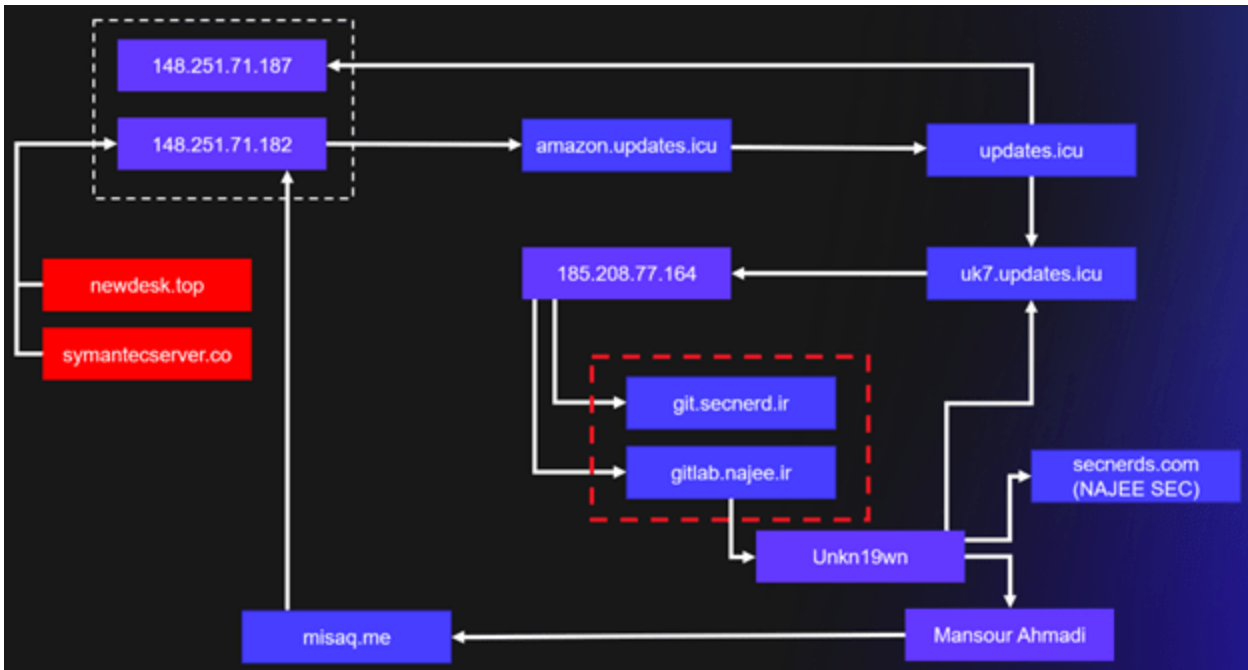 148.251.71.187
148.251.71.182
amazon.updates.icu
updates.icu
newdesk.top
symantecserver.co
185.208.77.164
uk7.updates.icu
git.secnerd.ir
gitlab.najee.ir
secnerds.com
(NAJEE SEC)
Unkn19wn
misaq.me
Mansour Ahmadi